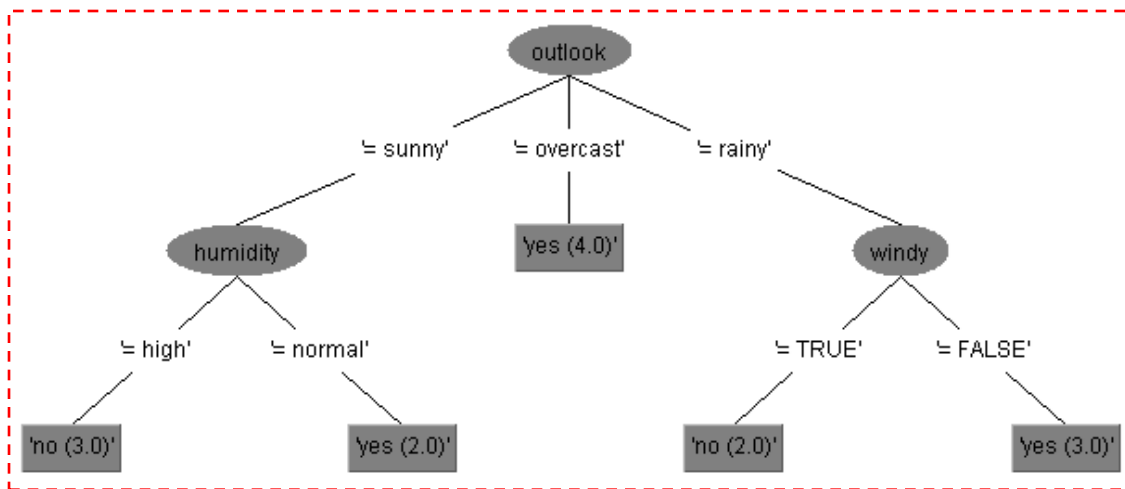 outlook
'= sunny' '= overcast' '= rainy'
humidity 'yes (4.0)' windy
'= high' '= normal' '= TRUE' '= FALSE'
'no (3.0)' 'yes (2.0)' 'no (2.0)' 'yes (3.0)'